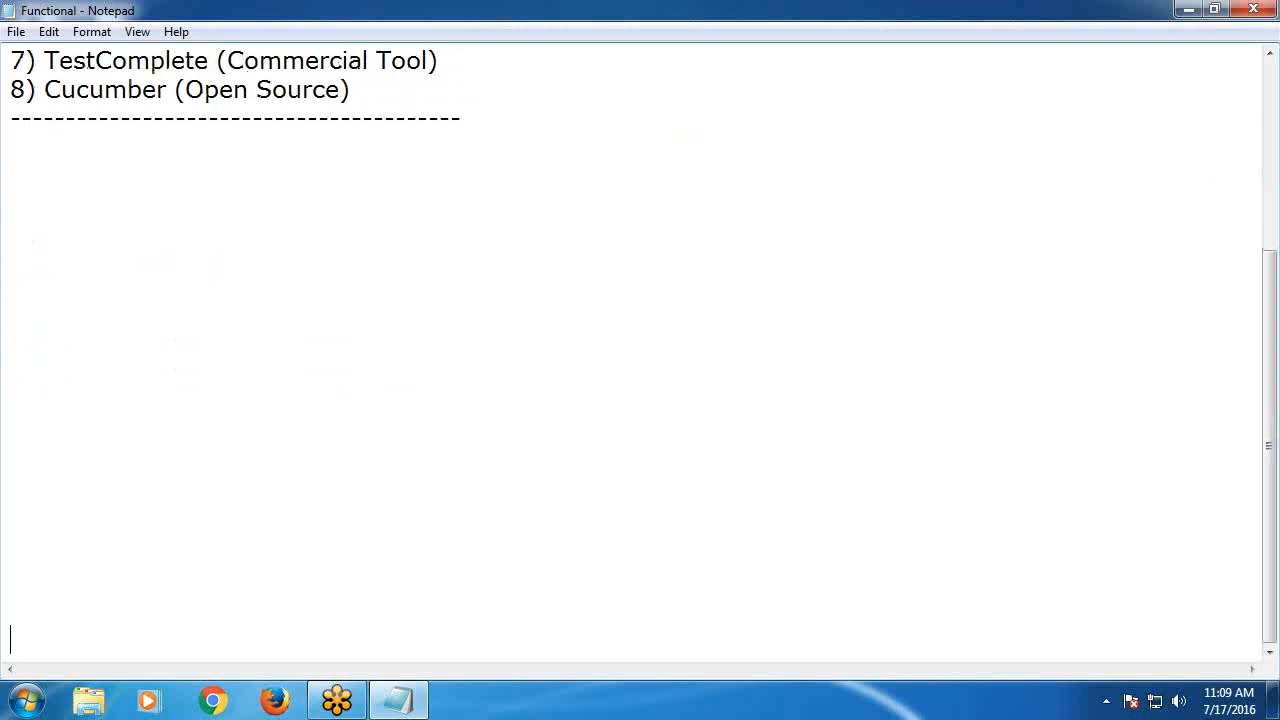 Functional - Notepad
File Edit Format View Help
7) TestComplete (Commercial Tool)
8) Cucumber (Open Source)
-----------------------------------------
11:09 AM
7/17/2016